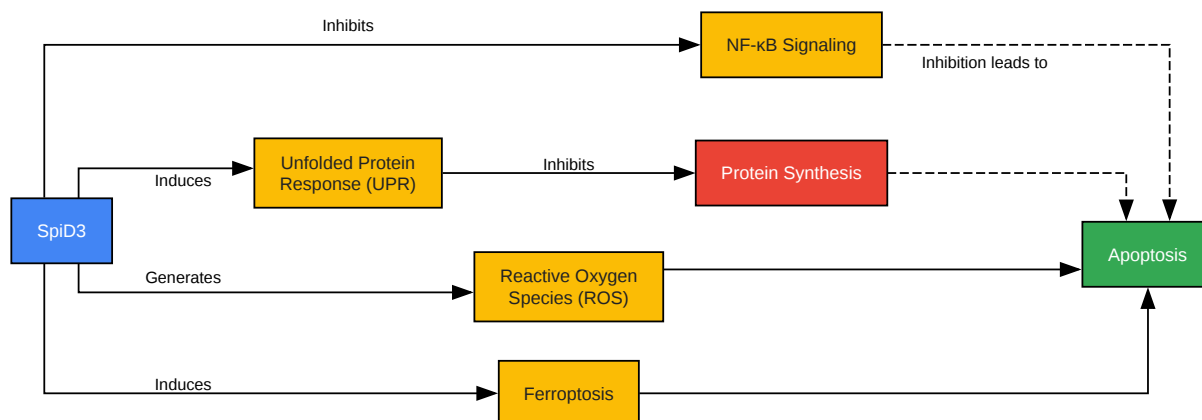 Inhibits
NF-κB Signaling
Inhibition leads to
Unfolded Protein
Response (UPR)
Inhibits
Protein Synthesis
Induces
SpiD3
Apoptosis
Generates
Reactive Oxygen
Species (ROS)
Induces
Ferroptosis